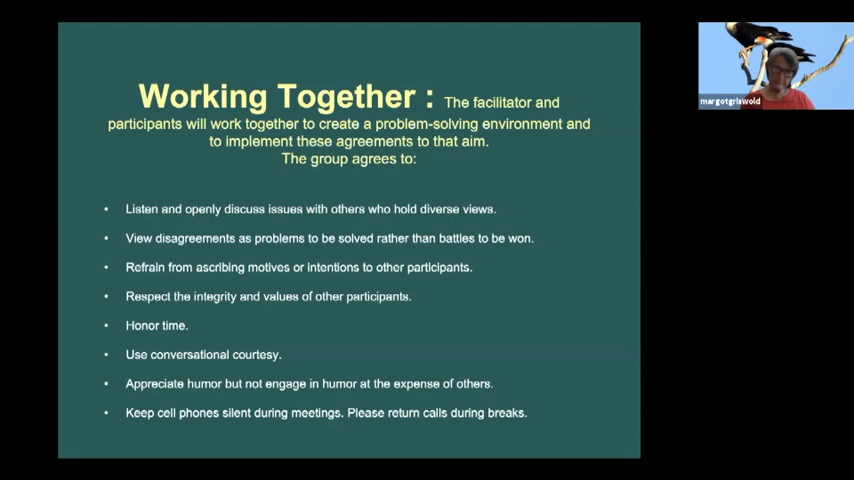 Working Together : The facilitator and
participants will work together to create a problem-solving environment and
to implement these agreements to that aim.
The group agrees to:
• Listen and openly discuss issues with others who hold diverse views.
• View disagreements as problems to be solved rather than battles to be won.
• Refrain from ascribing motives or intentions to other participants.
• Respect the integrity and values of other participants.
• Honor time.
• Use conversational courtesy.
• Appreciate humor but not engage in humor at the expense of others.
• Keep cell phones silent during meetings. Please return calls during breaks.
margotgriswold